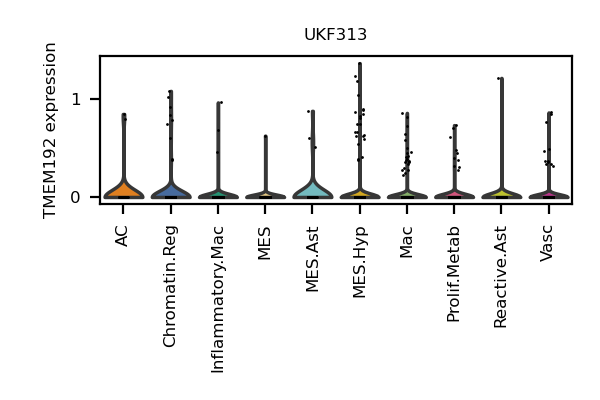 UKF313
TMEM192 expression
1
0
AC
Chromatin.Reg
Inflammatory.Mac
MES
MES.Ast
MES.Hyp
Mac
Prolif.Metab
Reactive.Ast
Vasc